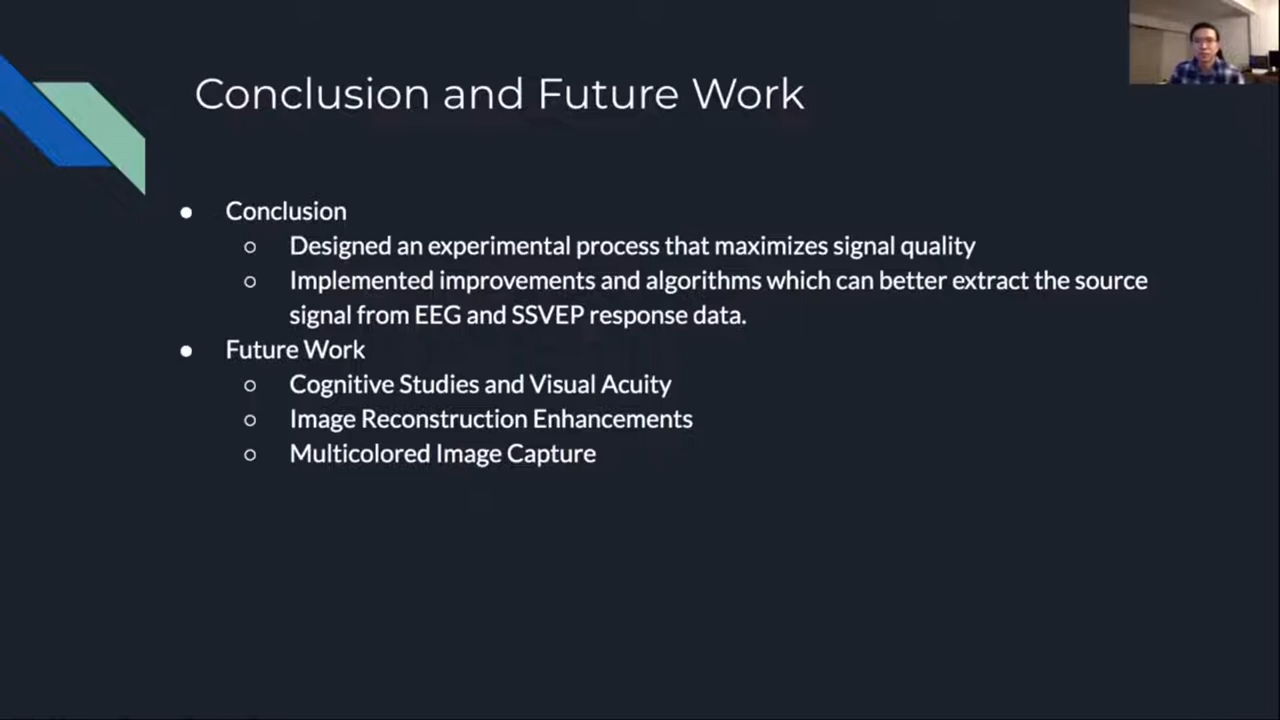 Conclusion and Future Work
● Conclusion
○ Designed an experimental process that maximizes signal quality
○ Implemented improvements and algorithms which can better extract the source
signal from EEG and SSVEP response data.
● Future Work
○ Cognitive Studies and Visual Acuity
○ Image Reconstruction Enhancements
○ Multicolored Image Capture